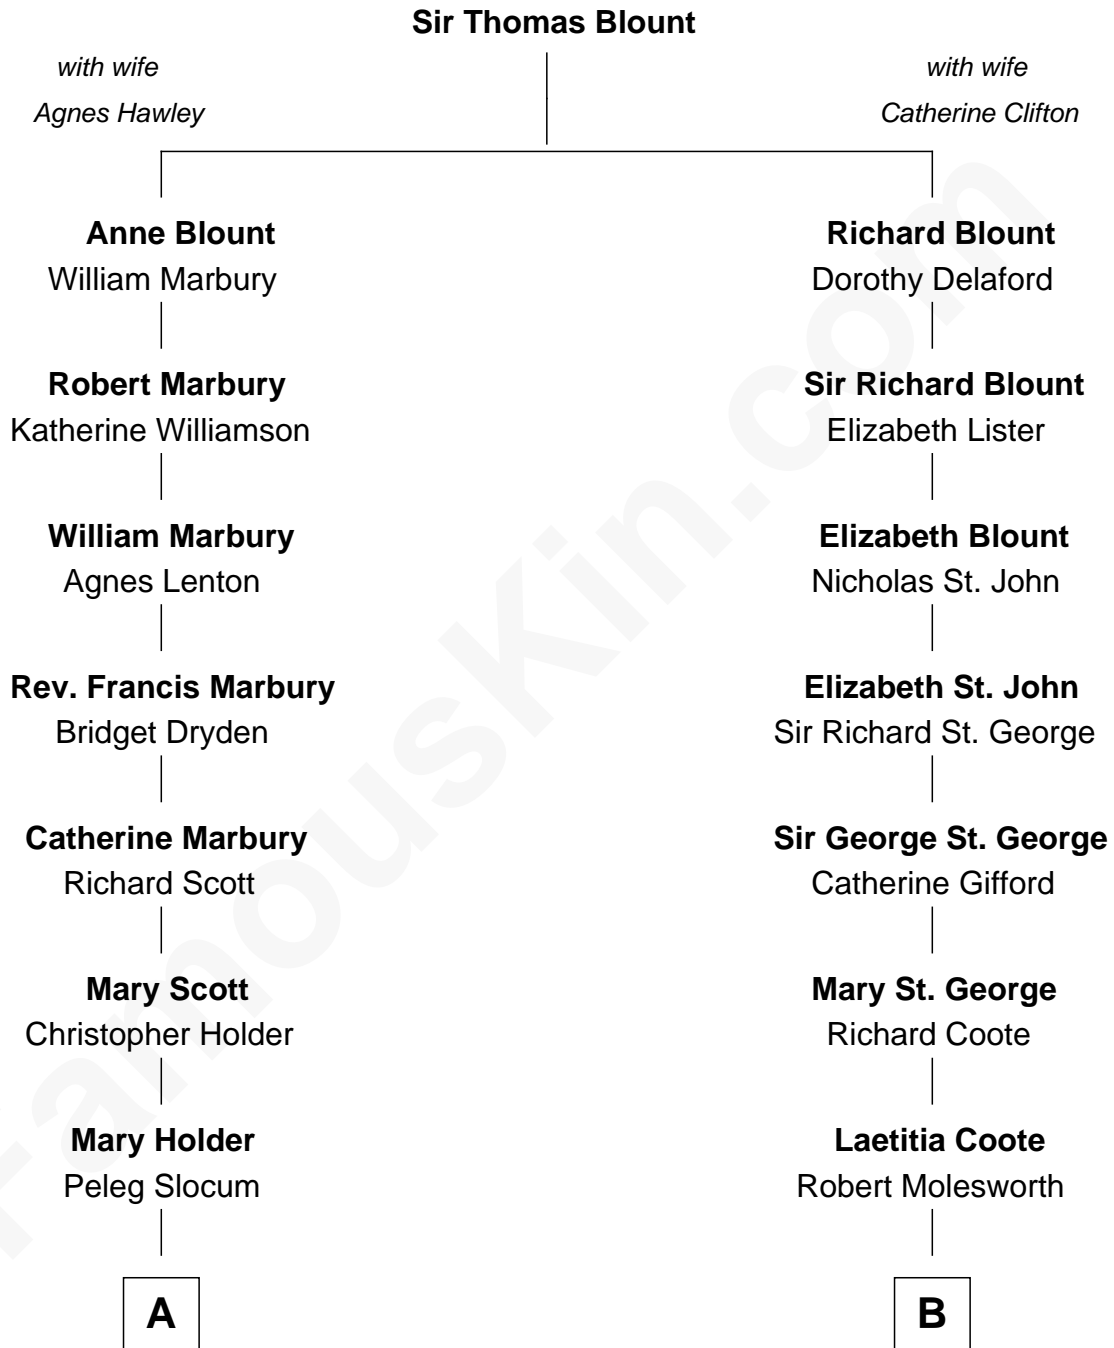 Sir Thomas Blount
with wife
Agnes Hawley
with wife
Catherine Clifton
Anne Blount
William Marbury
Richard Blount
Dorothy Delaford
Robert Marbury
Katherine Williamson
Sir Richard Blount
Elizabeth Lister
William Marbury
Agnes Lenton
Elizabeth Blount
Nicholas St. John
Rev. Francis Marbury
Bridget Dryden
Elizabeth St. John
Sir Richard St. George
Catherine Marbury
Richard Scott
Sir George St. George
Catherine Gifford
Mary Scott
Christopher Holder
Mary St. George
Richard Coote
Mary Holder
Peleg Slocum
Laetitia Coote
Robert Molesworth
A
B
FamousKin.com